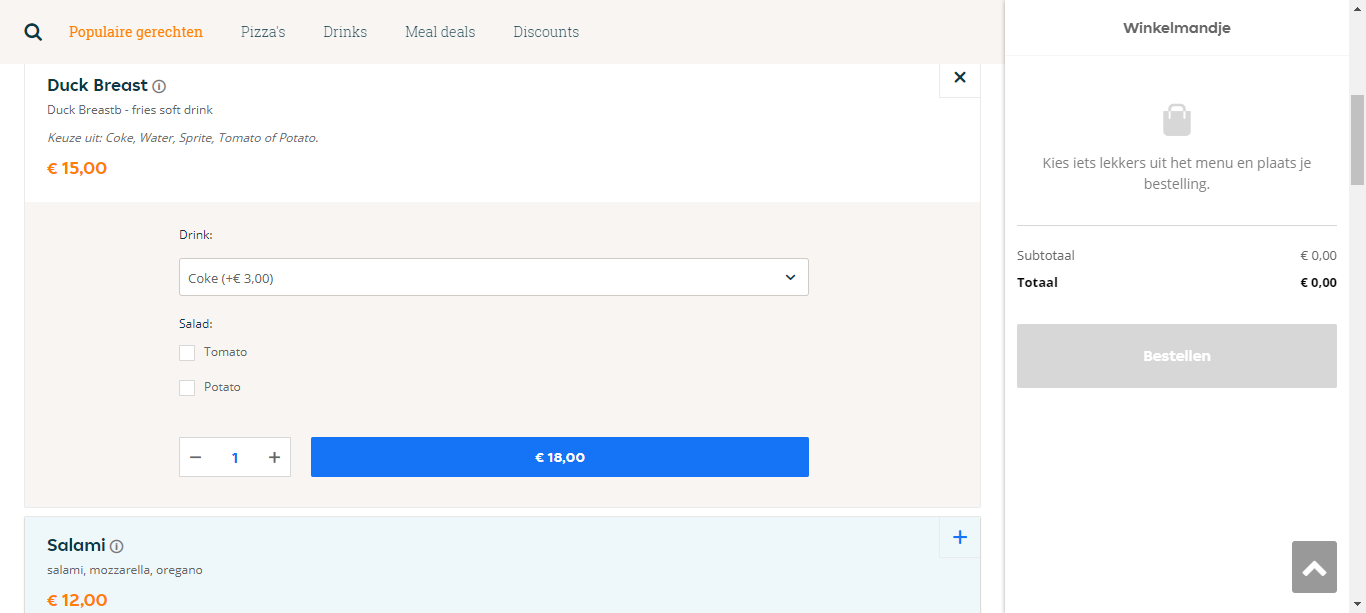 Populaire gerechten Pizza's Drinks Meal deals Discounts
Duck Breast
Duck Breastb - fries soft drink
Keuze uit: Coke, Water, Sprite, Tomato of Potato.
€ 15,00
Drink:
Coke (+€ 3,00)
Salad:
Tomato
Potato
1
€ 18,00
Salami
salami, mozzarella, oregano
€ 12,00
Winkelmandje
Kies iets lekkers uit het menu en plaats je
bestelling.
Subtotaal € 0,00
Totaal € 0,00
Bestellen